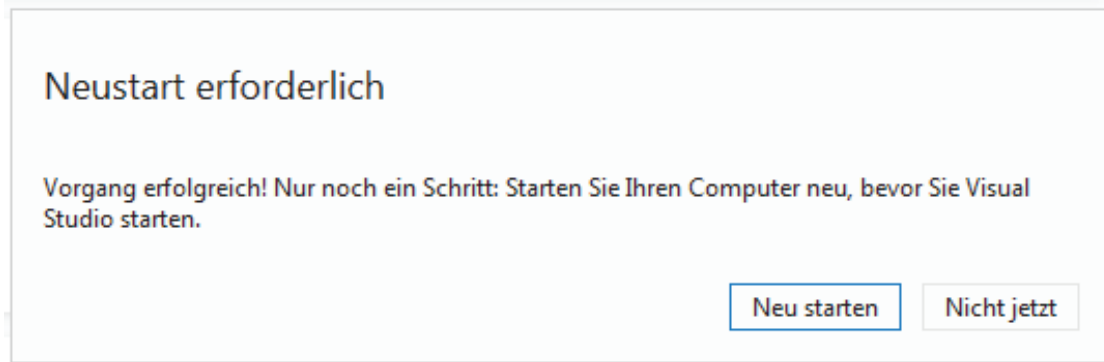 Neustart erforderlich
Vorgang erfolgreich! Nur noch ein Schritt: Starten Sie Ihren Computer neu, bevor Sie Visual
Studio starten.
Neu starten
Nicht jetzt